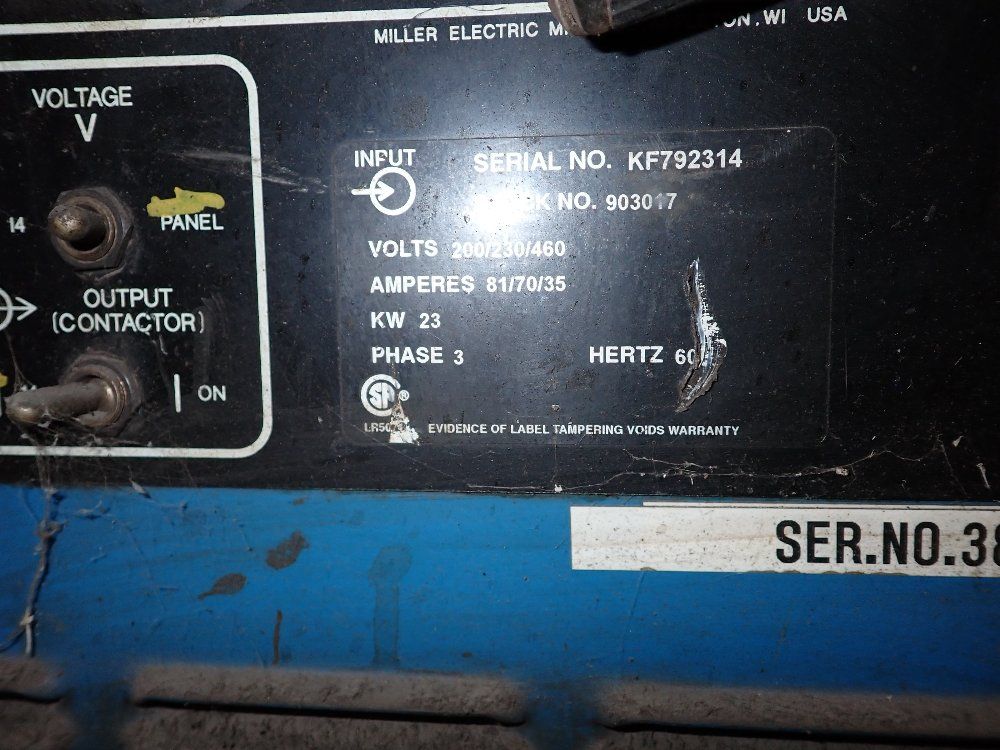 MILLER ELECTRIC M ON, WI USA
VOLTAGE
V
14
PANEL
OUTPUT
(CONTACTOR)
ON
INPUT
SERIAL NO. KF792314
K NO. 903017
VOLTS 200/230/460
AMPERES 81/70/35
KW 23
PHASE 3 HERTZ 60
SA®
EVIDENCE OF LABEL TAMPERING VOIDS WARRANTY
SER.NO.38